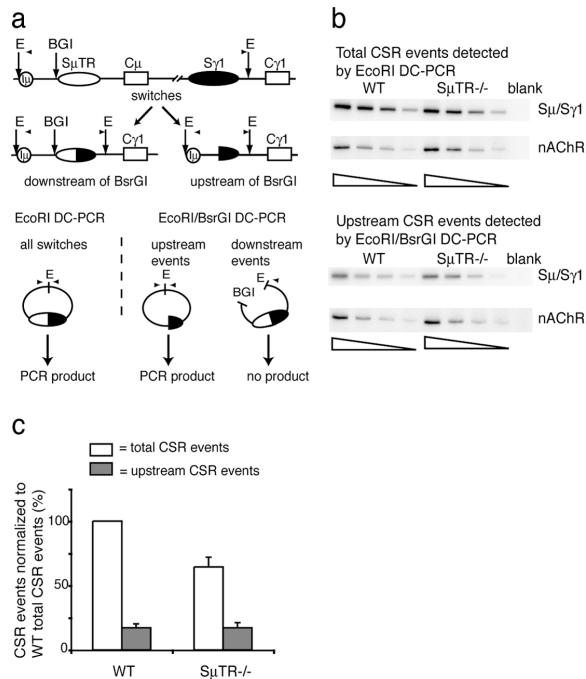 a
E BGI SμTR Cμ Sγ1 E Cγ1
Iμ
switches
E BGI E Cγ1 E E Cγ1
Iμ Iμ
downstream of BsrGI upstream of BsrGI
EcoRI DC-PCR EcoRI/BsrGI DC-PCR
all switches upstream events downstream events
E E E
BGI
PCR product PCR product no product
b
Total CSR events detected
by EcoRI DC-PCR
WT SμTR-/- blank
Sμ/Sγ1
nAChR
Upstream CSR events detected
by EcoRI/BsrGI DC-PCR
WT SμTR-/- blank
Sμ/Sγ1
nAChR
c
= total CSR events
= upstream CSR events
CSR events normalized to
WT total CSR events (%)
100
50
0
WT SμTR-/-